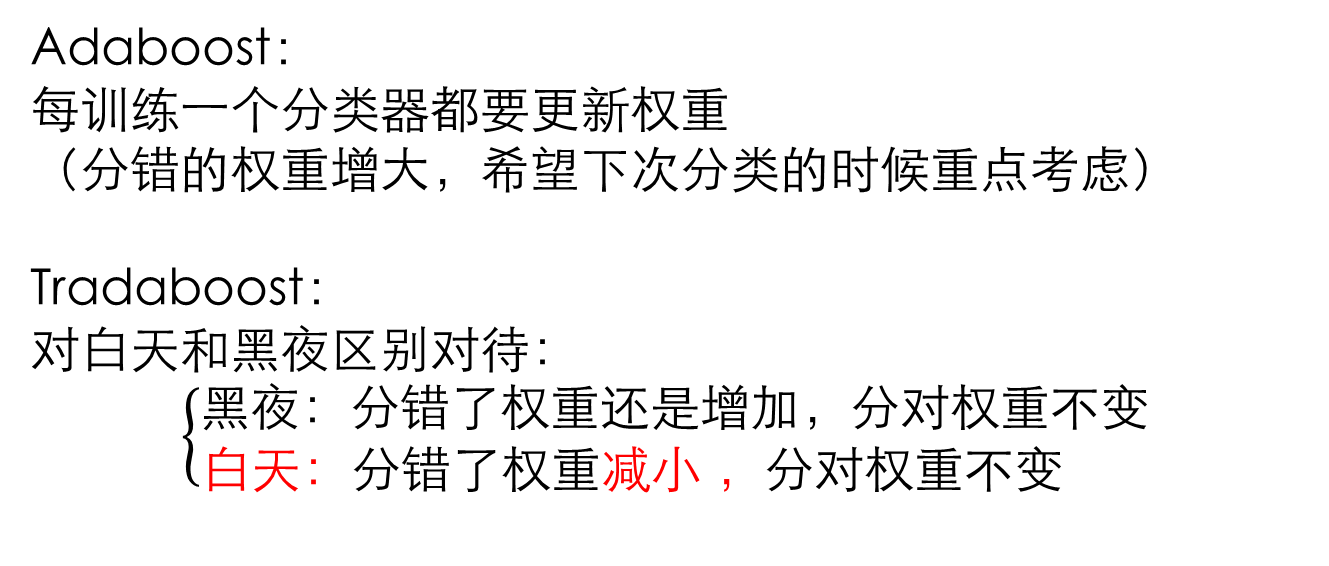 Adaboost:
每训练一个分类器都要更新权重
（分错的权重增大，希望下次分类的时候重点考虑）
Tradaboost:
对白天和黑夜区别对待：
黑夜：分错了权重还是增加，分对权重不变
白天：分错了权重减小，分对权重不变